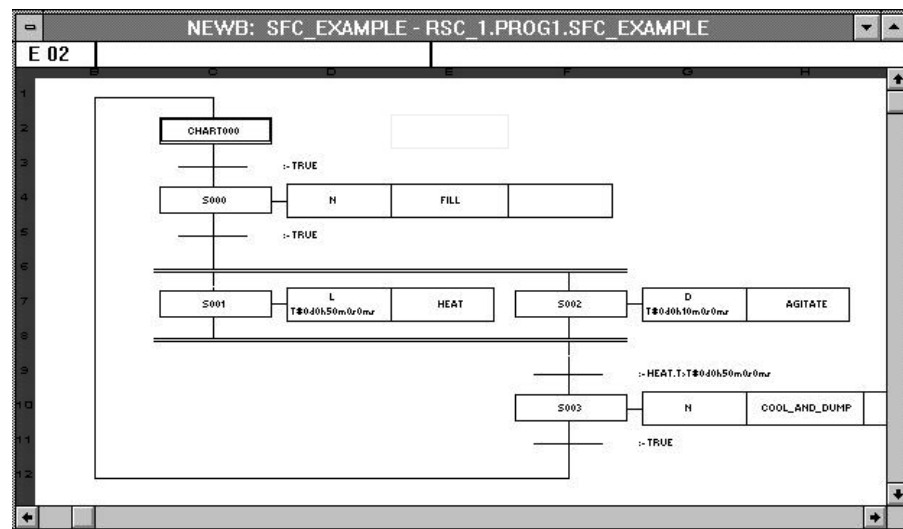 NEWB: SFC_EXAMPLE - RSC_1.PROG1.SFC_EXAMPLE
E 02
B C D E F G H
1
2 CHART000
3 :- TRUE
4 S000 N FILL
5 :- TRUE
6
7 S001 L T#0d0h50m0s0ms HEAT S002 D T#0d0h10m0s0ms AGITATE
8
9 :- HEAT.T>T#0d0h50m0s0ms
10 S003 N COOL_AND_DUMP
11 :- TRUE
12